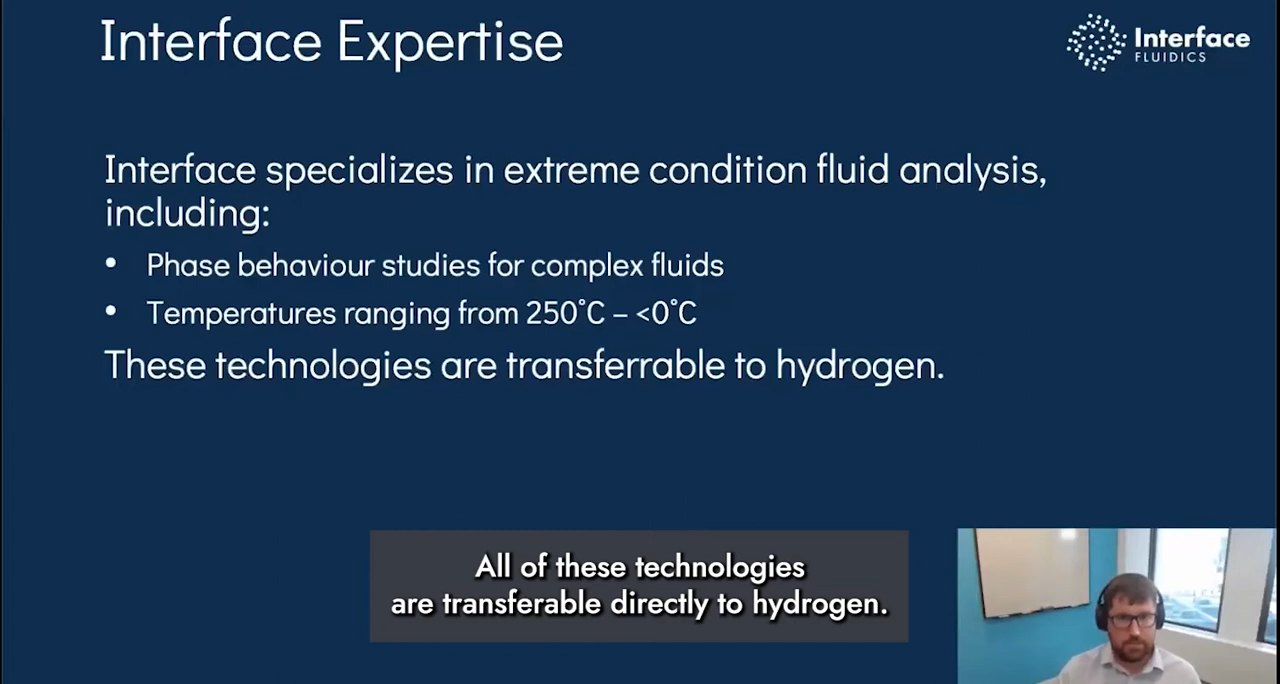 Interface Expertise
Interface
FLUIDICS
Interface specializes in extreme condition fluid analysis,
including:
• Phase behaviour studies for complex fluids
• Temperatures ranging from 250°C – <0°C
These technologies are transferrable to hydrogen.
All of these technologies
are transferable directly to hydrogen.